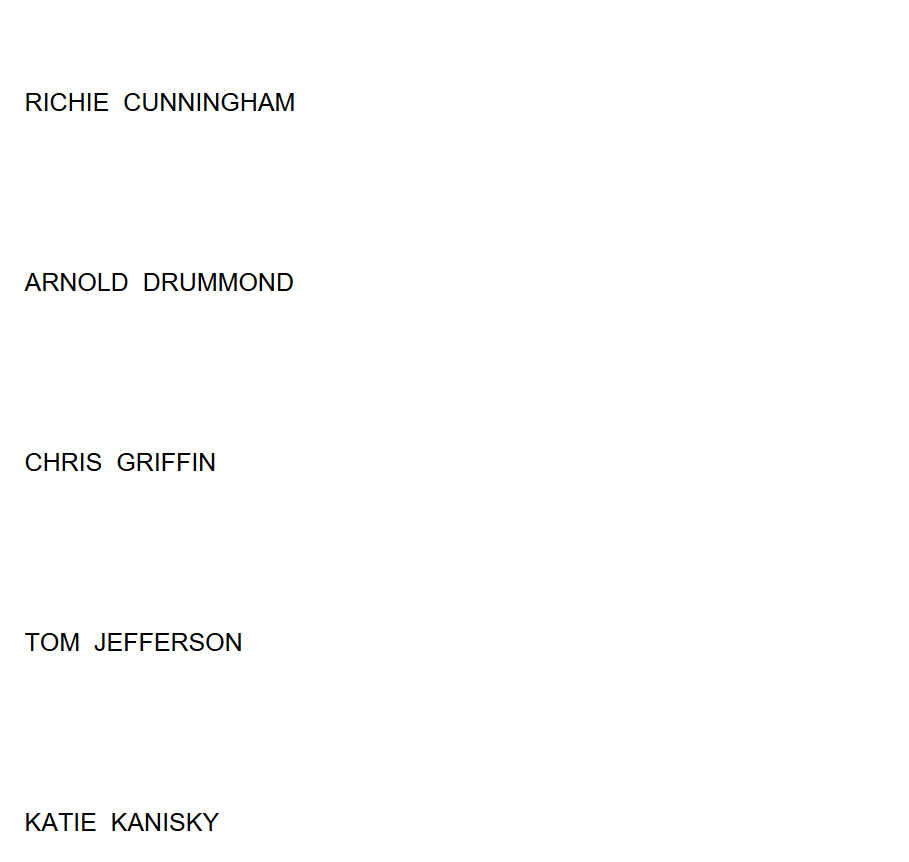 RICHIE  CUNNINGHAM
ARNOLD  DRUMMOND
CHRIS  GRIFFIN
TOM  JEFFERSON
KATIE  KANISKY